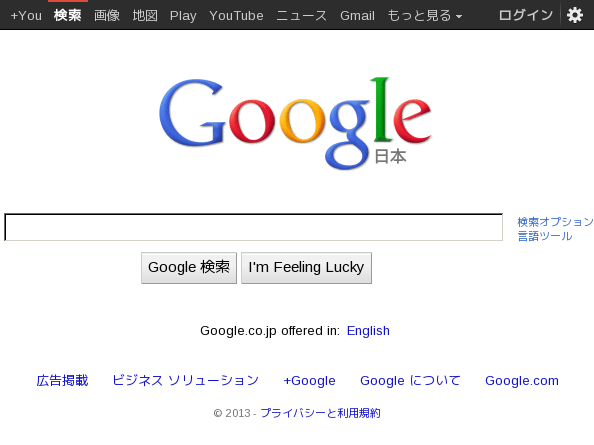 +You 検索 画像 地図 Play YouTube ニュース Gmail もっと見る ログイン
Google
日本
検索オプション
言語ツール
Google 検索 I'm Feeling Lucky
Google.co.jp offered in: English
広告掲載 ビジネス ソリューション +Google Google について Google.com
© 2013 - プライバシーと利用規約